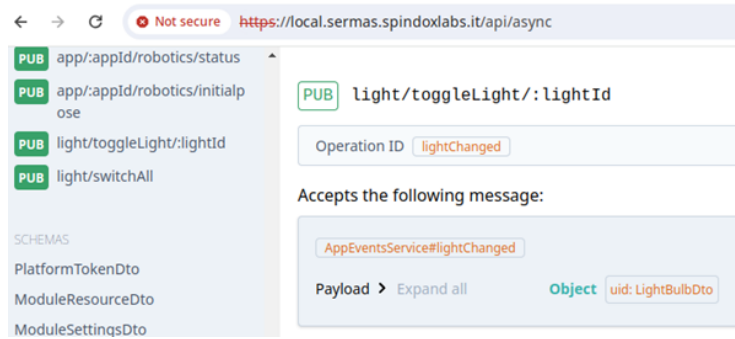 Not secure https://local.sermas.spindoxlabs.it/api/async
PUB app/:appId/robotics/status
PUB app/:appId/robotics/initialp
ose
PUB light/toggleLight/:lightId
PUB light/switchAll
SCHEMAS
PlatformTokenDto
ModuleResourceDto
ModuleSettingsDto
PUB light/toggleLight/:lightId
Operation ID lightChanged
Accepts the following message:
AppEventsService#lightChanged
Payload > Expand all Object uid: LightBulbDto